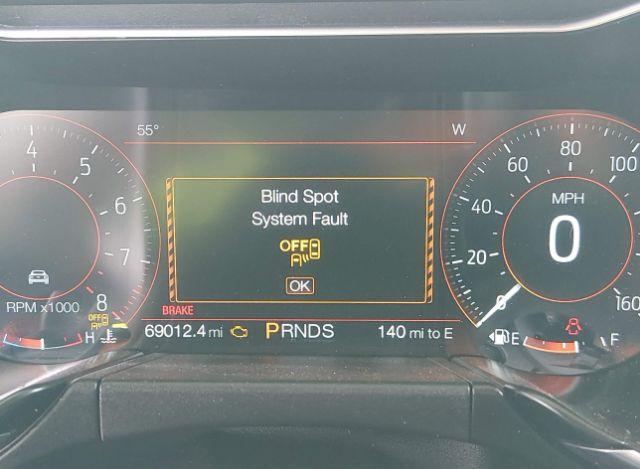 55° W
4 5 6 7 8
RPM x1000
Blind Spot
System Fault
OFF
OK
20 40 60 80 100 160
MPH
0
0
OFF
BRAKE
H
69012.4 mi PRNDS 140 mi to E
E F